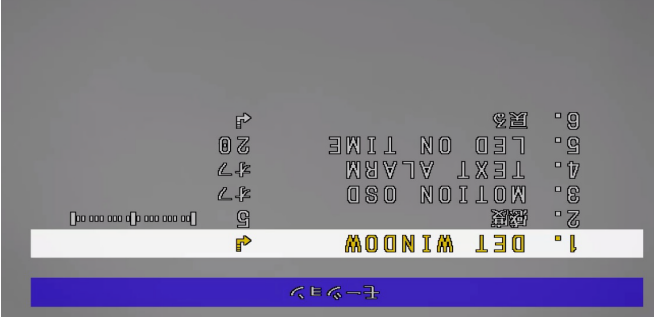 モーション
1. DET WINDOW ↵
2. 感度 5
3. MOTION OSD オフ
4. TEXT ALARM オフ
5. LED ON TIME 20
6. 戻る ↵